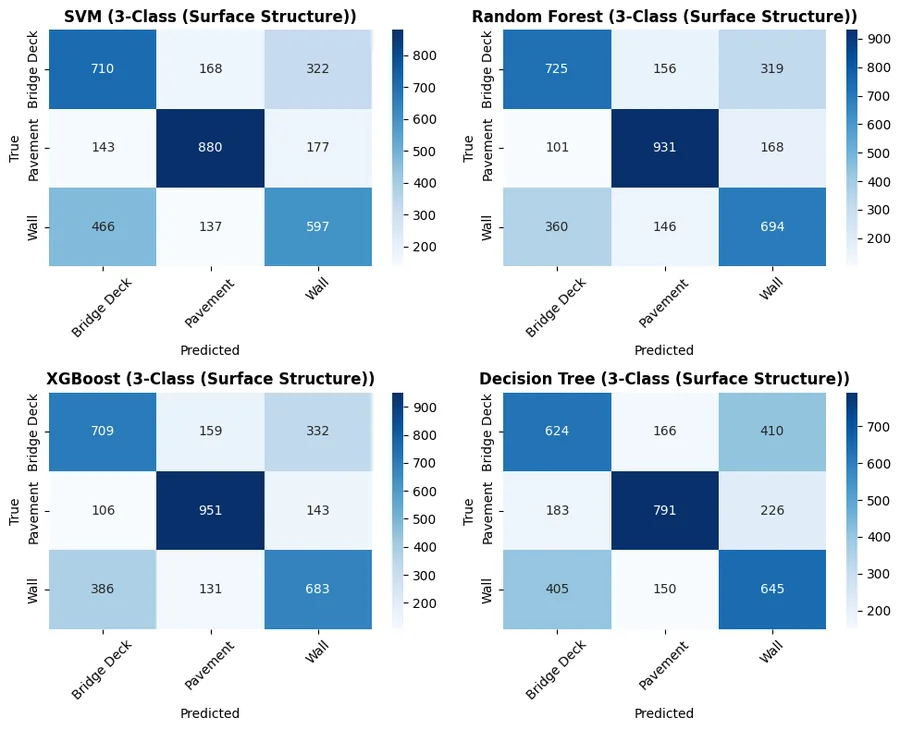 SVM (3-Class (Surface Structure))
True
Bridge Deck
Pavement
Wall
710 168 322
143 880 177
466 137 597
800
700
600
500
400
300
200
Bridge Deck Pavement Wall
Predicted
Random Forest (3-Class (Surface Structure))
True
Bridge Deck
Pavement
Wall
725 156 319
101 931 168
360 146 694
900
800
700
600
500
400
300
200
Bridge Deck Pavement Wall
Predicted
XGBoost (3-Class (Surface Structure))
True
Bridge Deck
Pavement
Wall
709 159 332
106 951 143
386 131 683
900
800
700
600
500
400
300
200
Bridge Deck Pavement Wall
Predicted
Decision Tree (3-Class (Surface Structure))
True
Bridge Deck
Pavement
Wall
624 166 410
183 791 226
405 150 645
700
600
500
400
300
200
Bridge Deck Pavement Wall
Predicted